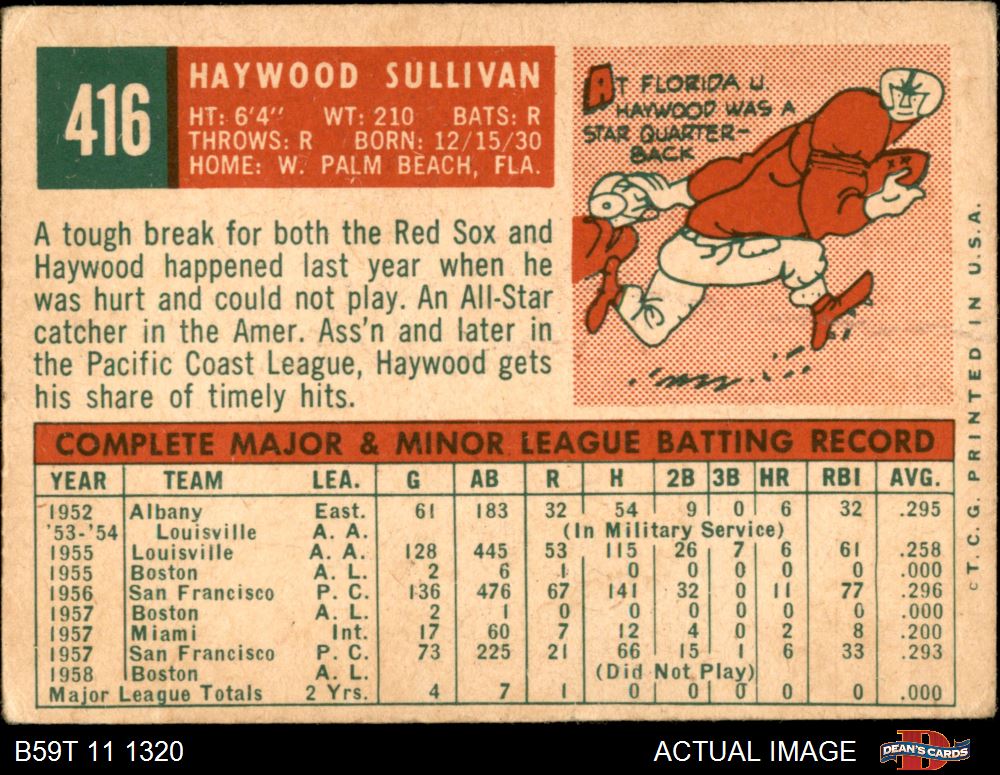 416
HAYWOOD SULLIVAN
HT: 6'4" WT: 210 BATS: R
THROWS: R BORN: 12/15/30
HOME: W. PALM BEACH, FLA.
AT FLORIDA U.
HAYWOOD WAS A
STAR QUARTER-
BACK
A tough break for both the Red Sox and
Haywood happened last year when he
was hurt and could not play. An All-Star
catcher in the Amer. Ass'n and later in
the Pacific Coast League, Haywood gets
his share of timely hits.
COMPLETE MAJOR & MINOR LEAGUE BATTING RECORD
YEAR TEAM LEA. G AB R H 2B 3B HR RBI AVG.
1952 Albany East. 61 183 32 54 9 0 6 32 .295
'53-'54 Louisville A. A. (In Military Service)
1955 Louisville A. A. 128 445 53 115 26 7 6 61 .258
1955 Boston A. L. 2 6 1 0 0 0 0 0 .000
1956 San Francisco P. C. 136 476 67 141 32 0 11 77 .296
1957 Boston A. L. 2 1 0 0 0 0 0 0 .000
1957 Miami Int. 17 60 7 12 4 0 2 8 .200
1957 San Francisco P. C. 73 225 21 66 15 1 6 33 .293
1958 Boston A. L. (Did Not Play)
Major League Totals 2 Yrs. 4 7 1 0 0 0 0 0 .000
© T. C. G. PRINTED IN U.S.A.
B59T 11 1320
ACTUAL IMAGE
DEAN'S CARDS